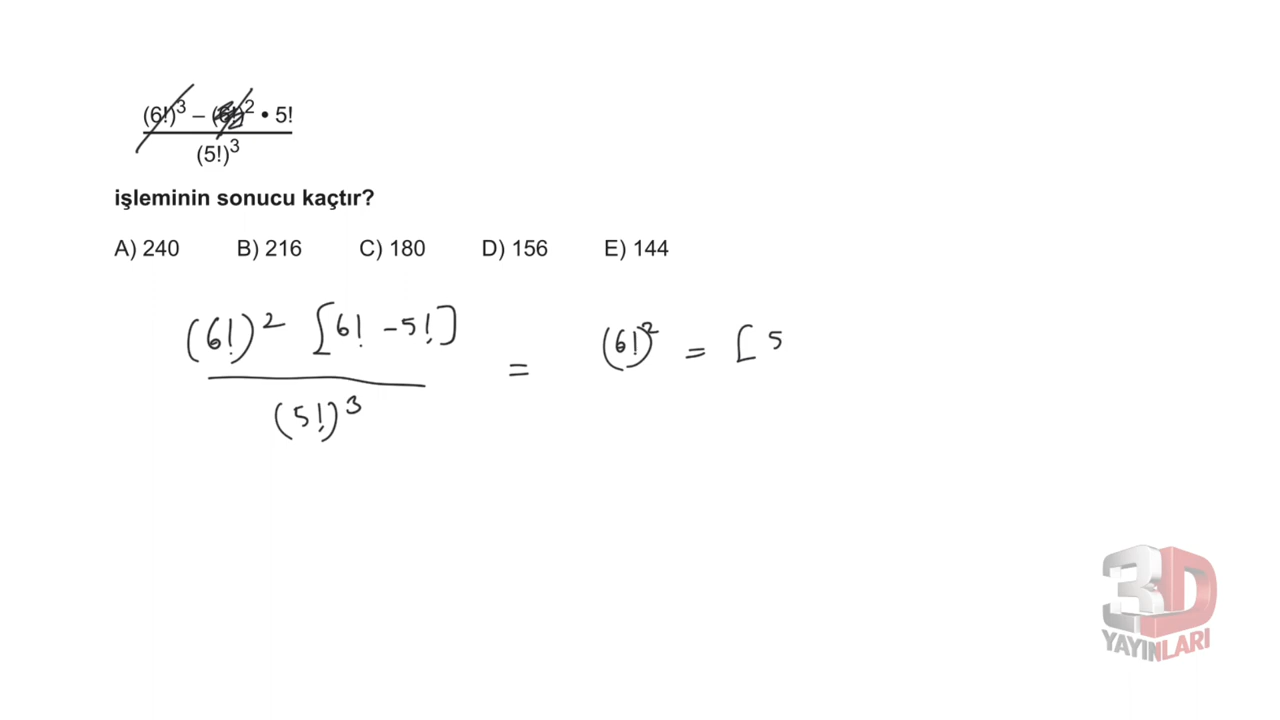 (6!)³ – (6!)² • 5!
(5!)³
işleminin sonucu kaçtır?
A) 240 B) 216 C) 180 D) 156 E) 144
(6!)² [6! - 5!] = (6!)² = [ 5
(5!)³
3D
YAYINLARI